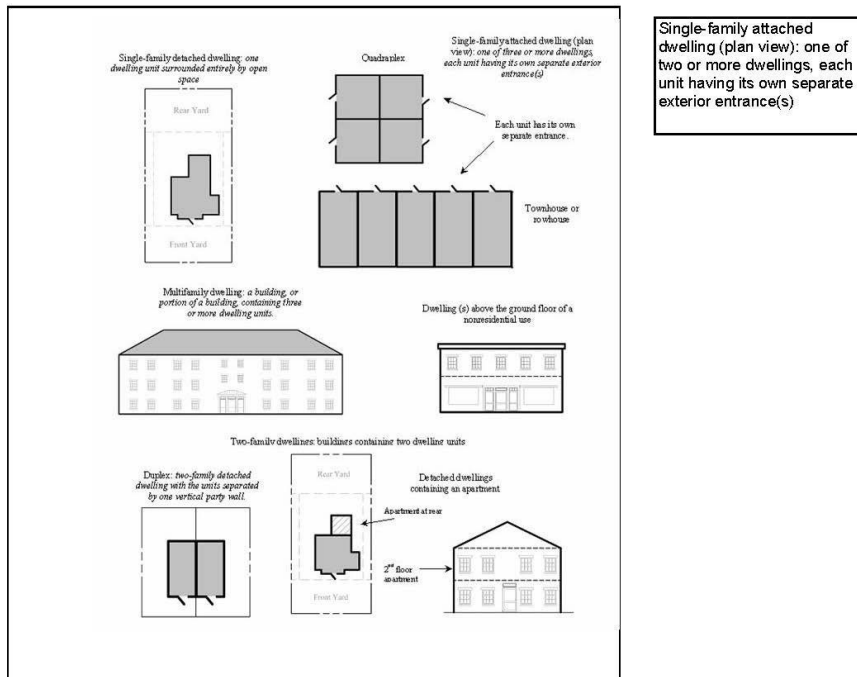 Single-family detached dwelling: one
dwelling unit surrounded entirely by open
space
Rear Yard
Front Yard
Quadraplex
Single-family attached dwelling (plan
view): one of three or more dwellings,
each unit having its own separate exterior
entrance(s)
Each unit has its own
separate entrance.
Townhouse or
rowhouse
Multifamily dwelling: a building, or
portion of a building, containing three
or more dwelling units.
Dwelling (s) above the ground floor of a
nonresidential use
Two-family dwellings: buildings containing two dwelling units
Duplex: two-family detached
dwelling with the units separated
by one vertical party wall.
Rear Yard
Front Yard
Detached dwellings
containing an apartment
Apartment at rear
2nd floor
apartment
Single-family attached
dwelling (plan view): one of
two or more dwellings, each
unit having its own separate
exterior entrance(s)